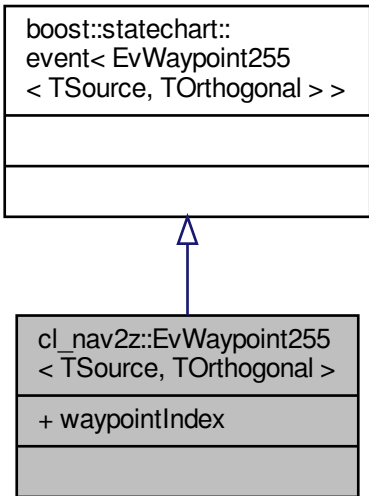 boost::statechart::
event< EvWaypoint255
< TSource, TOrthogonal > >
cl_nav2z::EvWaypoint255
< TSource, TOrthogonal >
+ waypointIndex